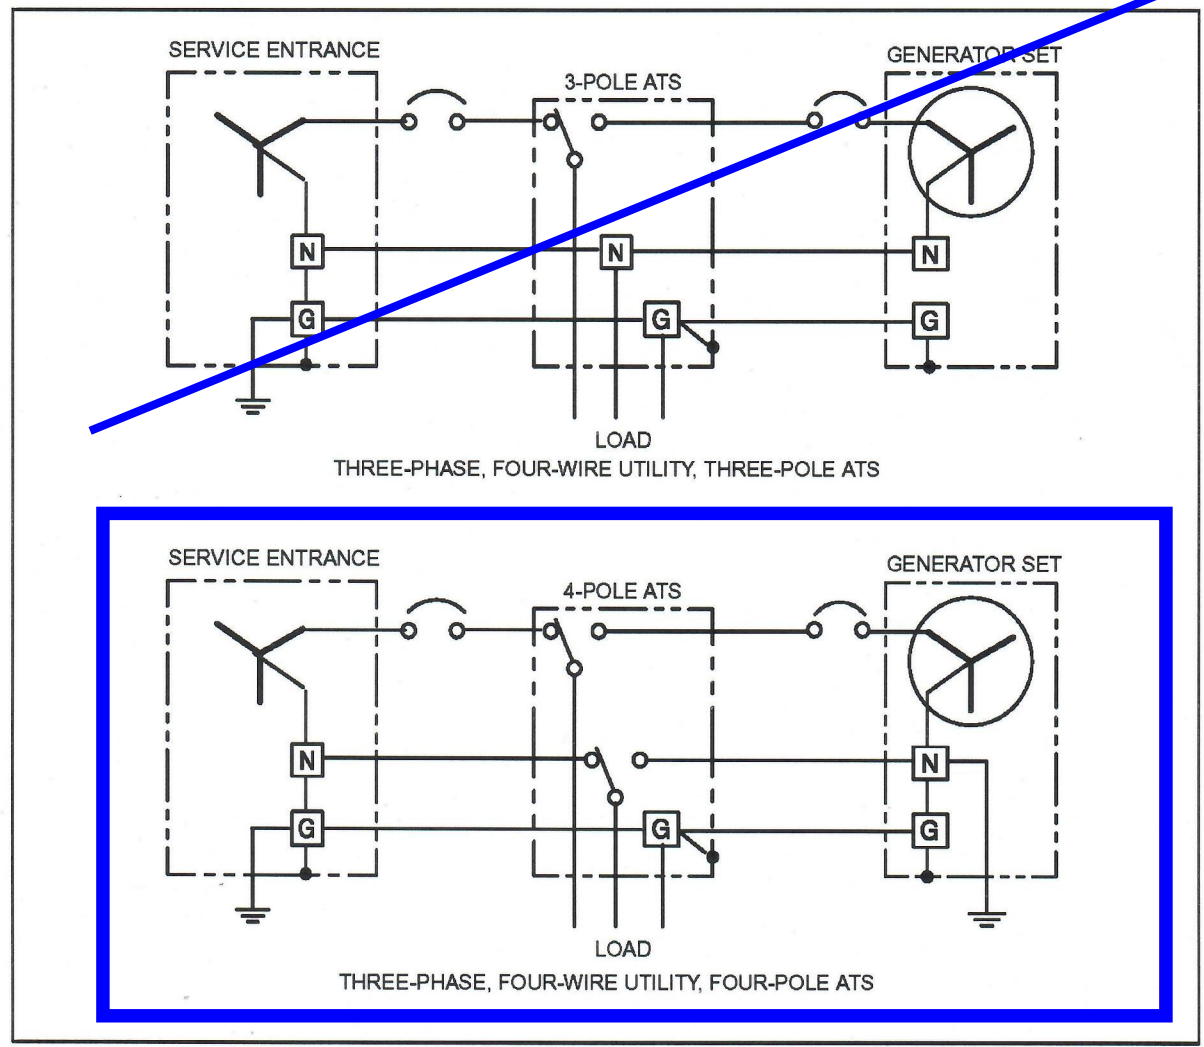 SERVICE ENTRANCE
GENERATOR SET
3-POLE ATS
N
N
N
G
G
G
LOAD
THREE-PHASE, FOUR-WIRE UTILITY, THREE-POLE ATS
SERVICE ENTRANCE
GENERATOR SET
4-POLE ATS
N
N
G
G
G
LOAD
THREE-PHASE, FOUR-WIRE UTILITY, FOUR-POLE ATS